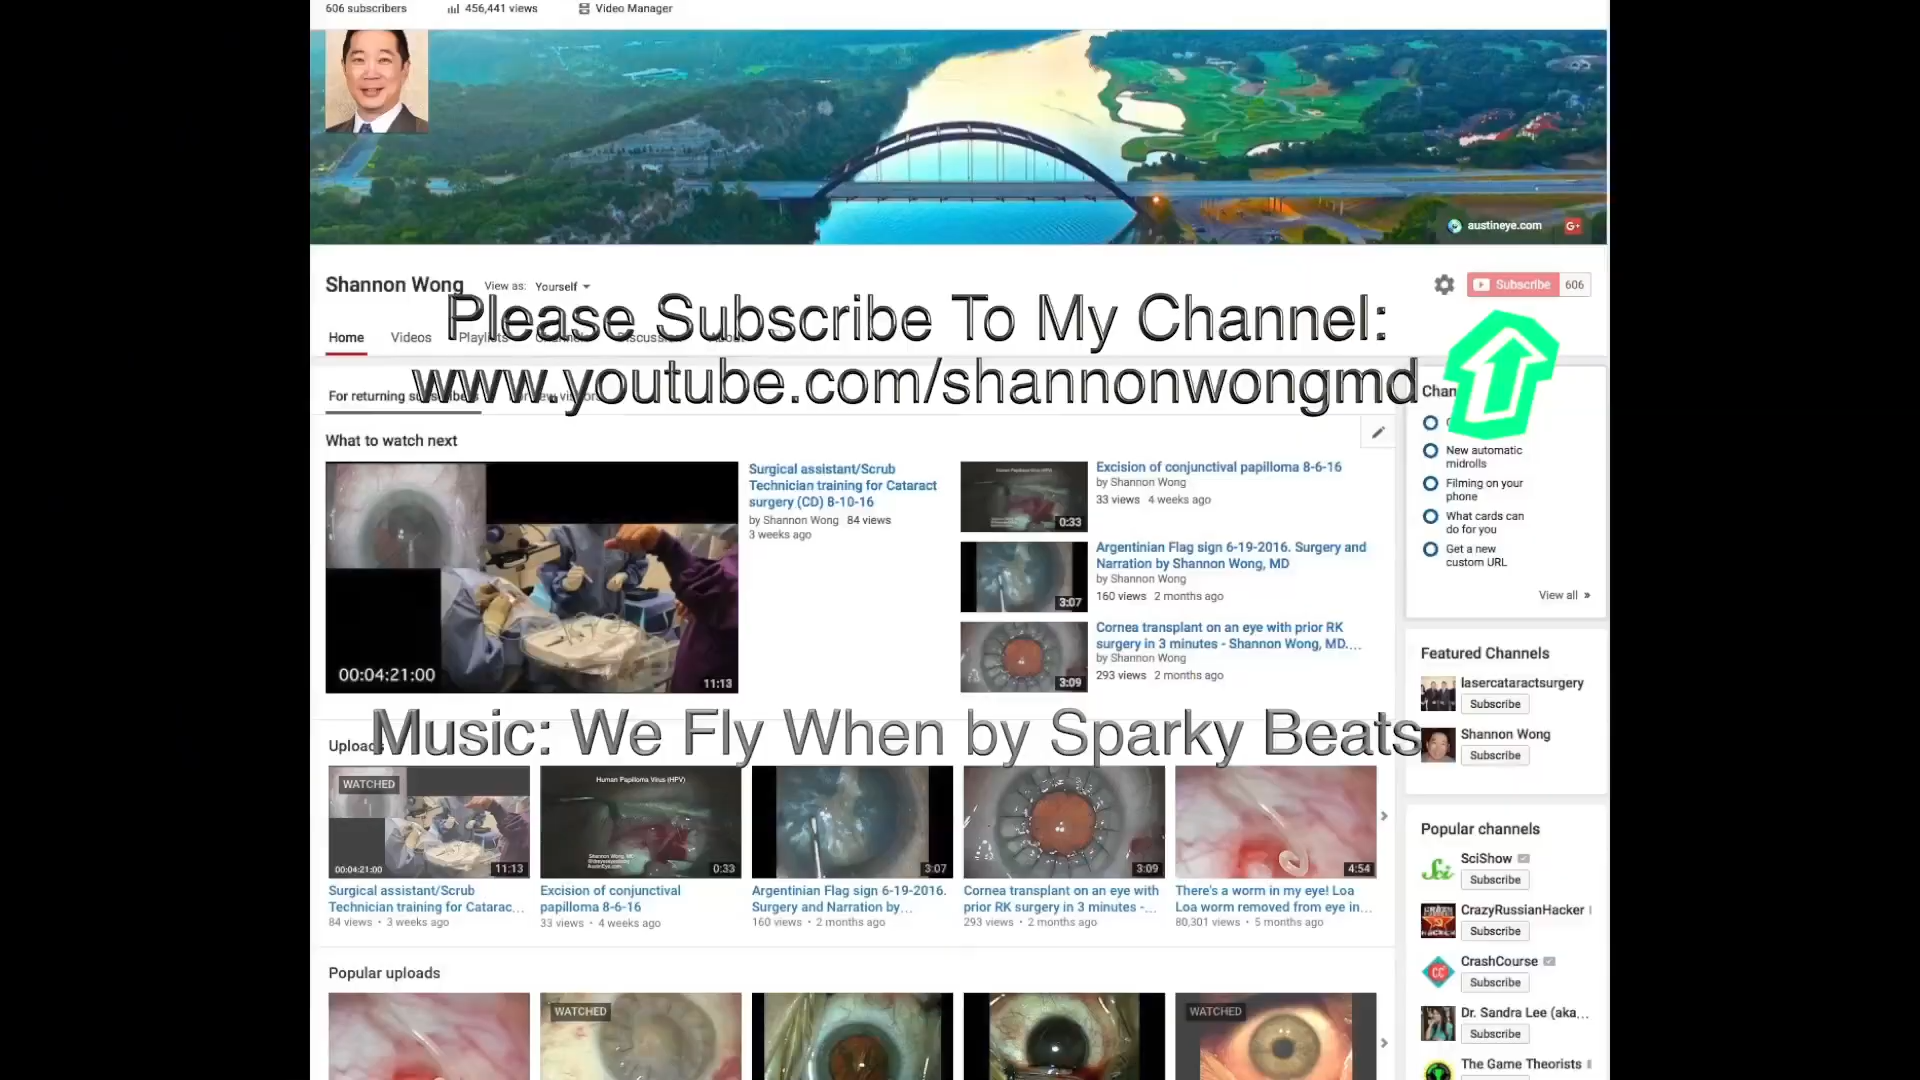 606 subscribers
456,441 views
Video Manager
austineye.com
G+
Shannon Wong
View as:
Yourself
Subscribe
606
Please Subscribe To My Channel:
Home
Videos
Playlists
www.youtube.com/shannonwongmd
For returning
What to watch next
00:04:21:00
11:13
Surgical assistant/Scrub
Technician training for Cataract
surgery (CD) 8-10-16
by Shannon Wong
84 views
3 weeks ago
0:33
Excision of conjunctival papilloma 8-6-16
by Shannon Wong
33 views
4 weeks ago
3:07
Argentinian Flag sign 6-19-2016. Surgery and
Narration by Shannon Wong, MD
by Shannon Wong
160 views
2 months ago
3:09
Cornea transplant on an eye with prior RK
surgery in 3 minutes - Shannon Wong, MD....
by Shannon Wong
293 views
2 months ago
New automatic
midrolls
Filming on your
phone
What cards can
do for you
Get a new
custom URL
View all »
Featured Channels
lasercataractsurgery
Subscribe
Shannon Wong
Subscribe
Music: We Fly When by Sparky Beats
Uploads
WATCHED
00:04:21:00
11:13
Surgical assistant/Scrub
Technician training for Catarac...
84 views • 3 weeks ago
Human Papilloma Virus (HPV)
0:33
Excision of conjunctival
papilloma 8-6-16
33 views • 4 weeks ago
3:07
Argentinian Flag sign 6-19-2016.
Surgery and Narration by...
160 views • 2 months ago
3:09
Cornea transplant on an eye with
prior RK surgery in 3 minutes -...
293 views • 2 months ago
4:54
There's a worm in my eye! Loa
Loa worm removed from eye in...
80,301 views • 5 months ago
Popular channels
SciShow
Subscribe
CrazyRussianHacker
Subscribe
CrashCourse
Subscribe
Dr. Sandra Lee (aka...
Subscribe
The Game Theorists
Popular uploads
WATCHED
WATCHED